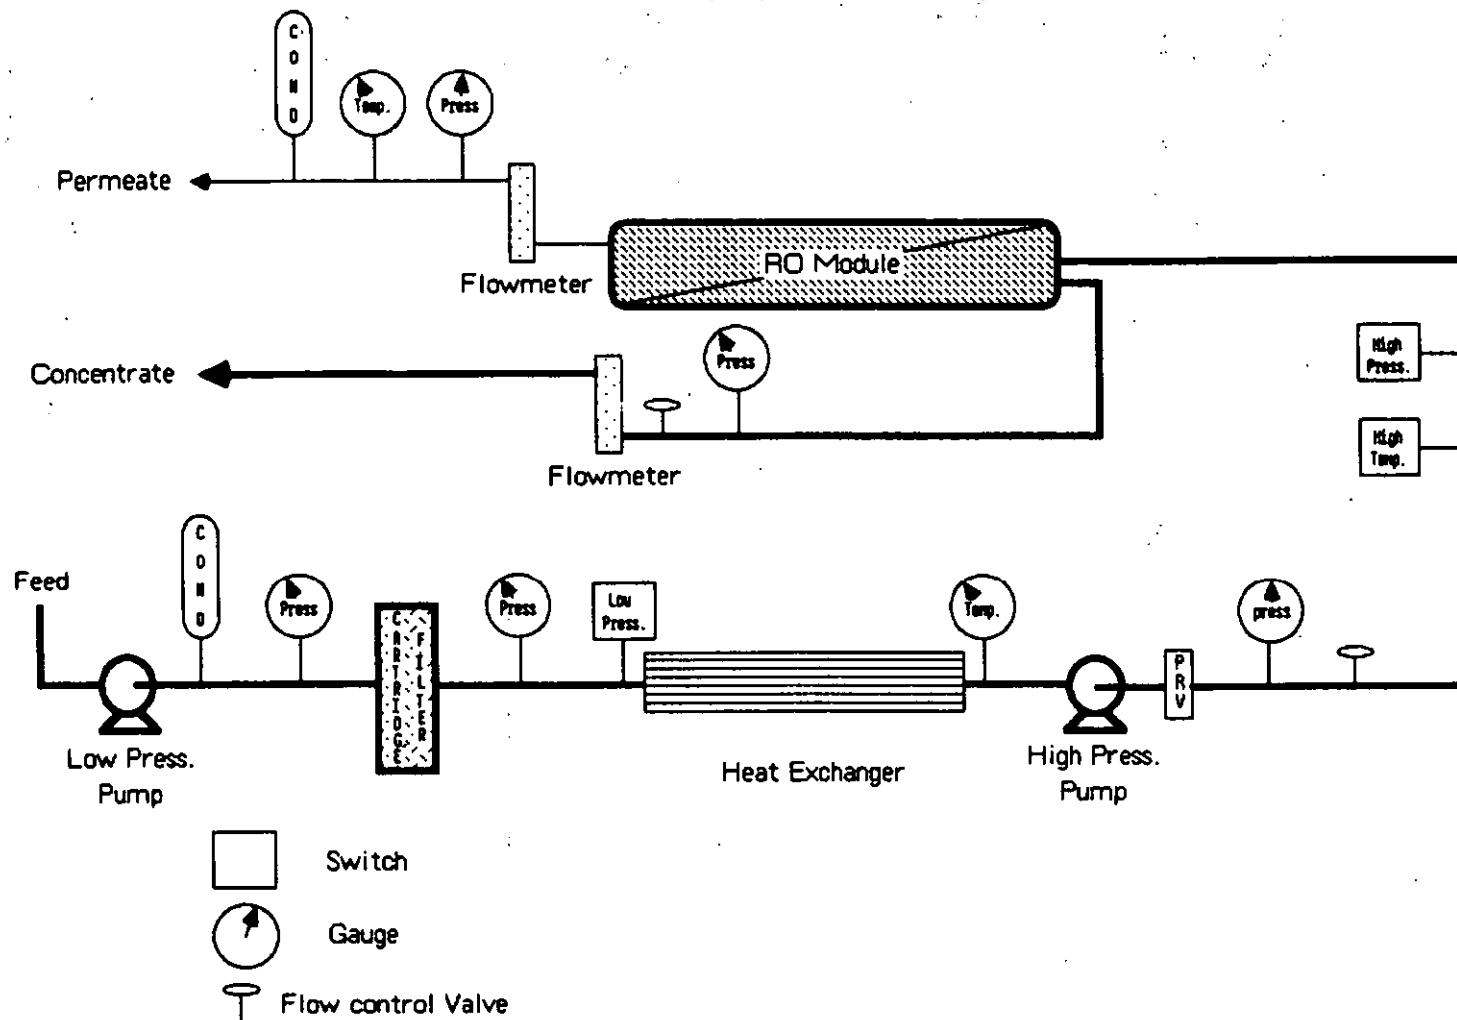 COND
Temp.
Press
Permeate
Flowmeter
RO Module
Concentrate
Press
Flowmeter
High
Press.
High
Temp.
Feed
COND
Press
CARTRIDGE
FILTER
Press
Low
Press.
Temp.
PRV
press
Low Press.
Pump
Heat Exchanger
High Press.
Pump
Switch
Gauge
Flow control Valve